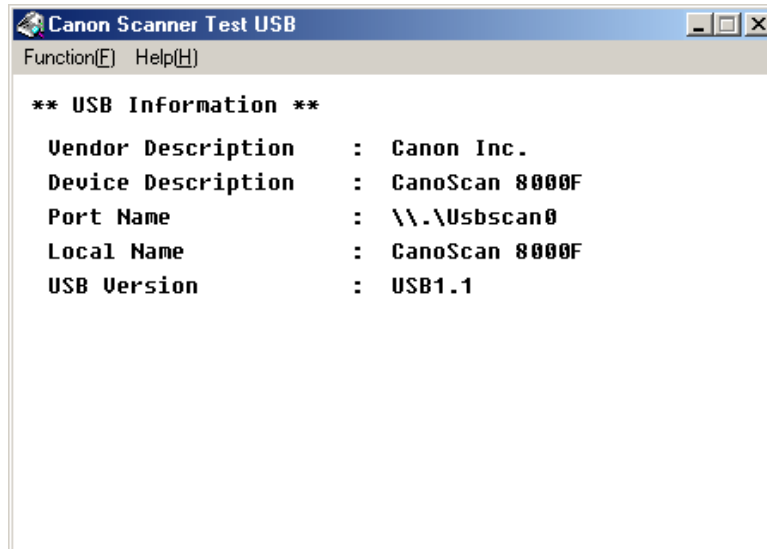 Canon Scanner Test USB
Function(F) Help(H)
** USB Information **
Vendor Description : Canon Inc.
Device Description : CanoScan 8000F
Port Name : \\.\Usbscan0
Local Name : CanoScan 8000F
USB Version : USB1.1